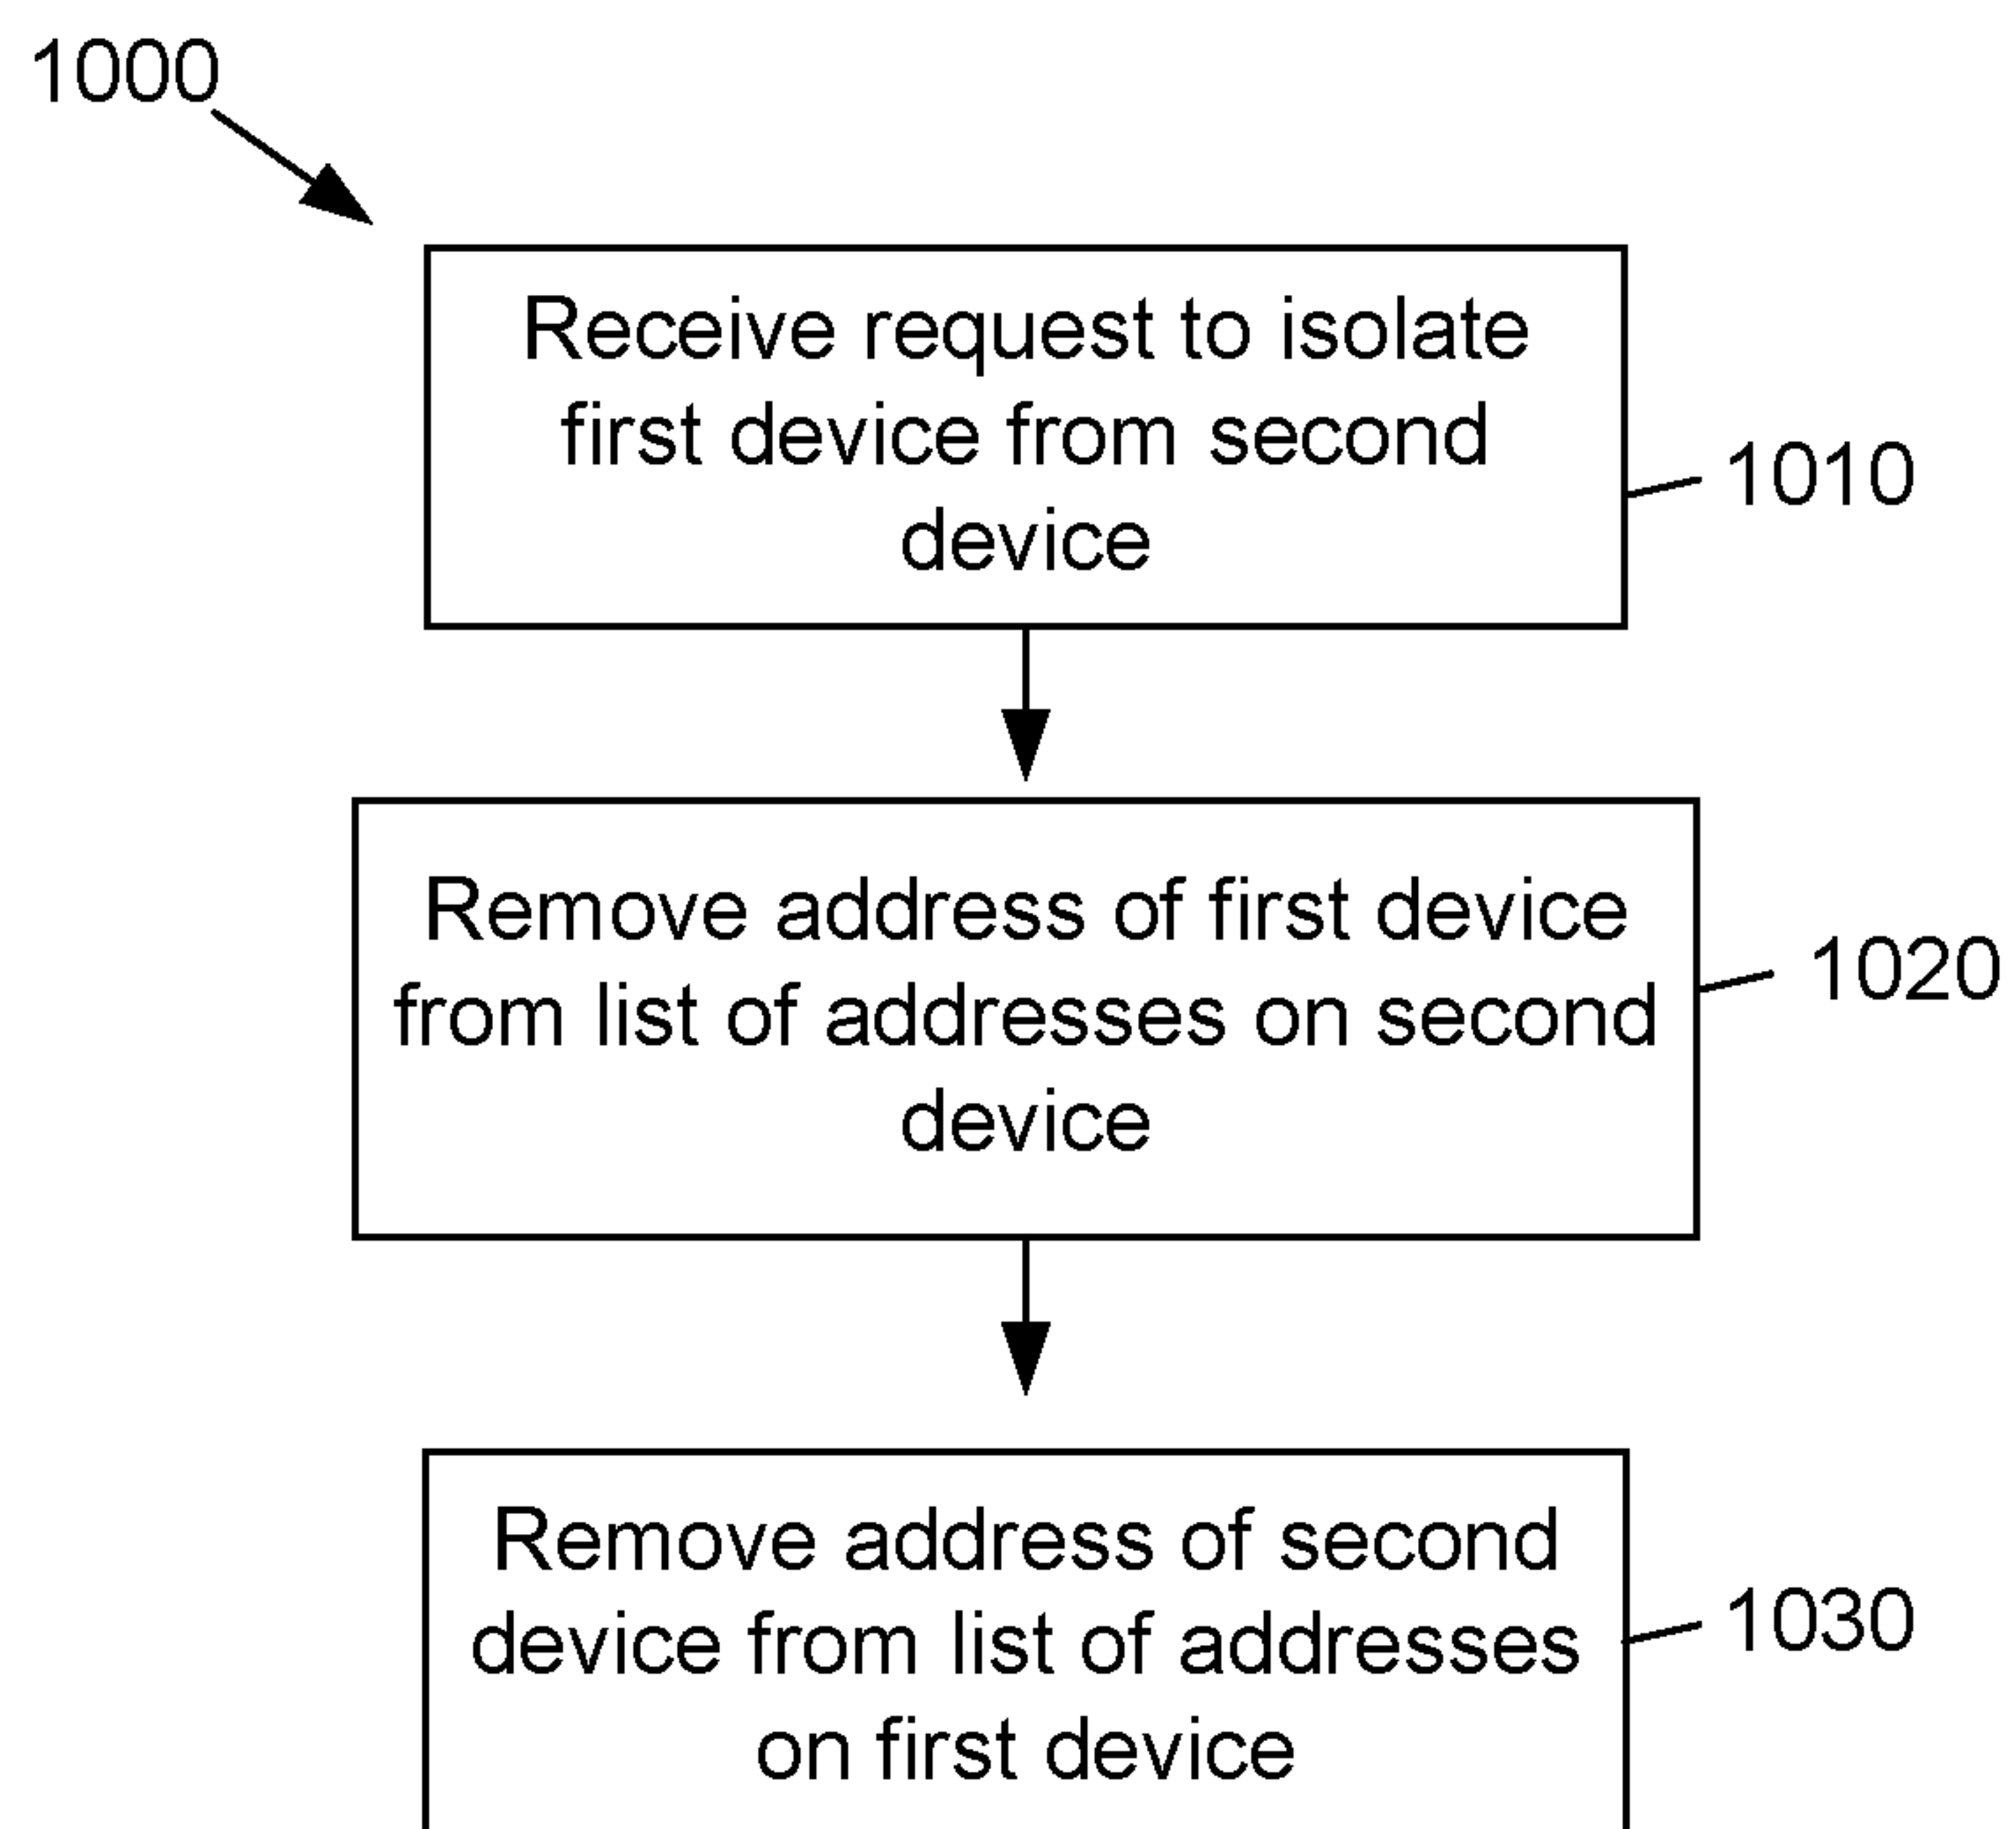 1000
Receive request to isolate
first device from second
device
1010
Remove address of first device
from list of addresses on second
device
1020
Remove address of second
device from list of addresses
on first device
1030